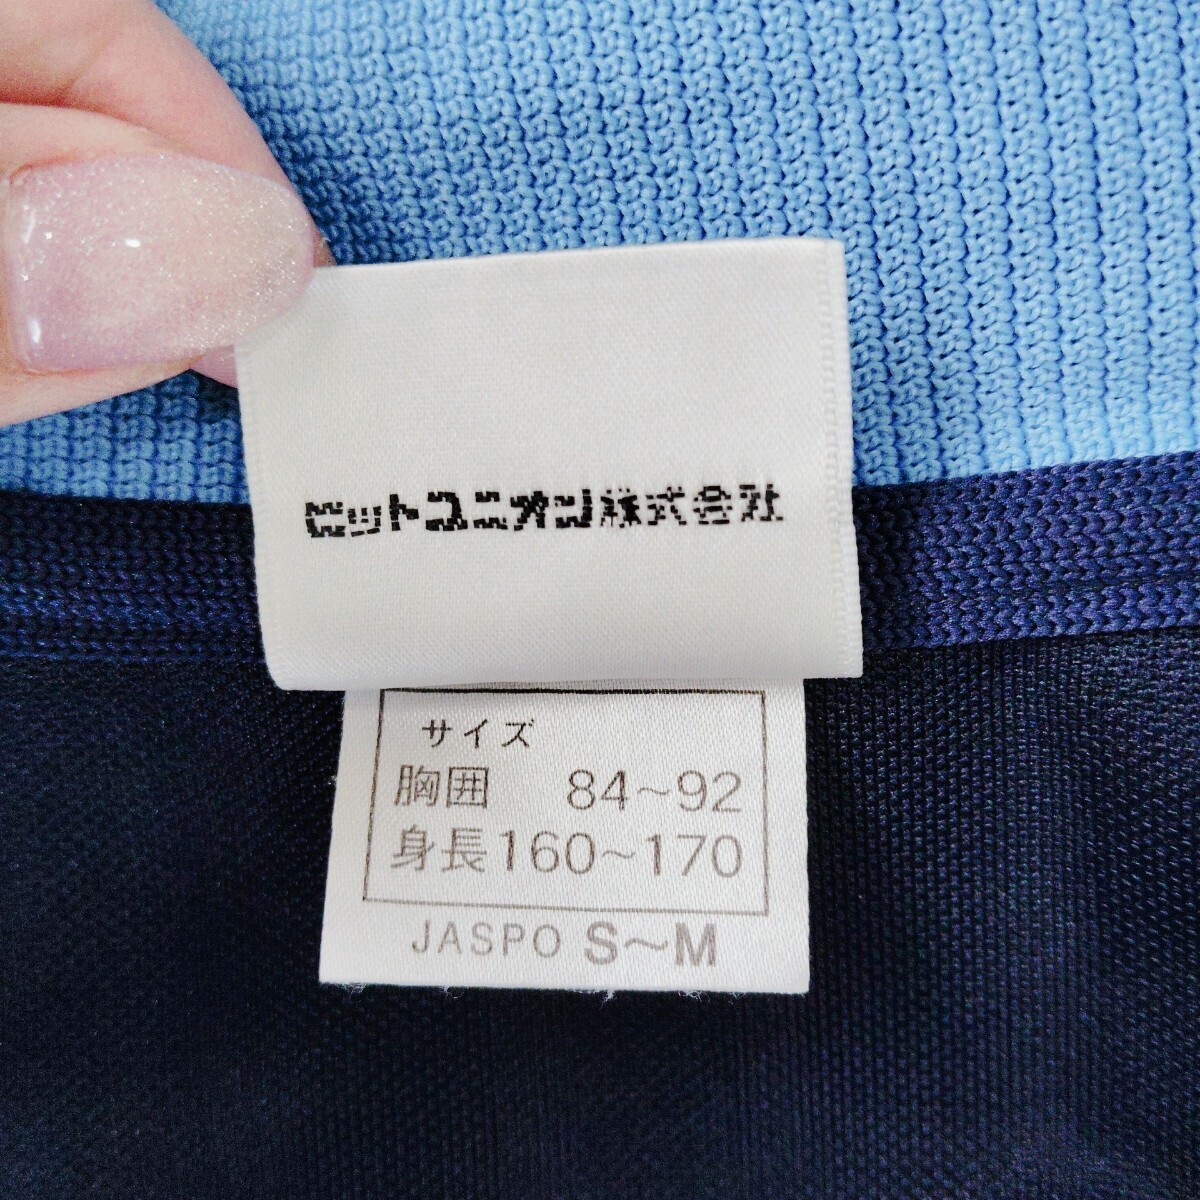 ヒットユニオン株式会社
サイズ
胸囲 84～92
身長160～170
JASPO S～M